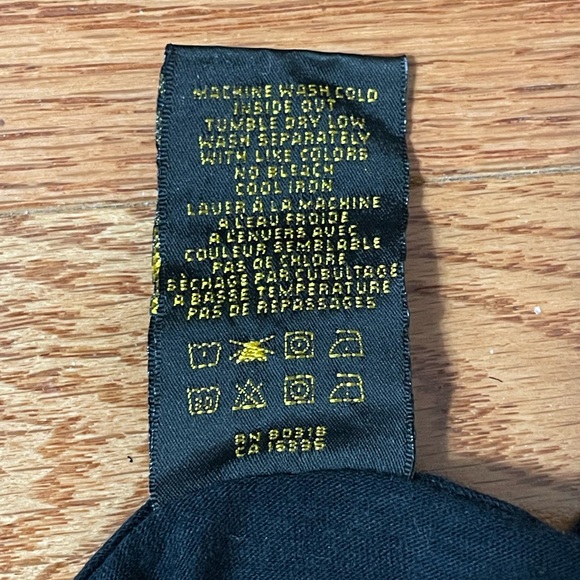 MACHINE WASH COLD
INSIDE OUT
TUMBLE DRY LOW
WASH SEPARATELY
WITH LIKE COLORS
NO BLEACH
COOL IRON
LAVER À LA MACHINE
A L'EAU FROIDE
A L'ENVERS AVEC
COULEUR SEMBLABLE
PAS DE CHLORE
SÉCHAGE PAR CUBULTAGE
A BASSE TEMPERATURE
PAS DE REPASSAGES
RN 80318
CA 15395